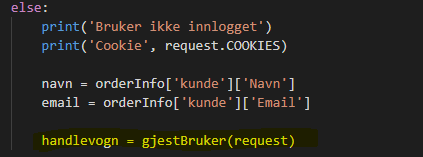 else:
print('Bruker ikke innlogget')
print('Cookie', request.COOKIES)
navn = orderInfo['kunde']['Navn']
email = orderInfo['kunde']['Email']
handlevogn = gjestBruker(request)